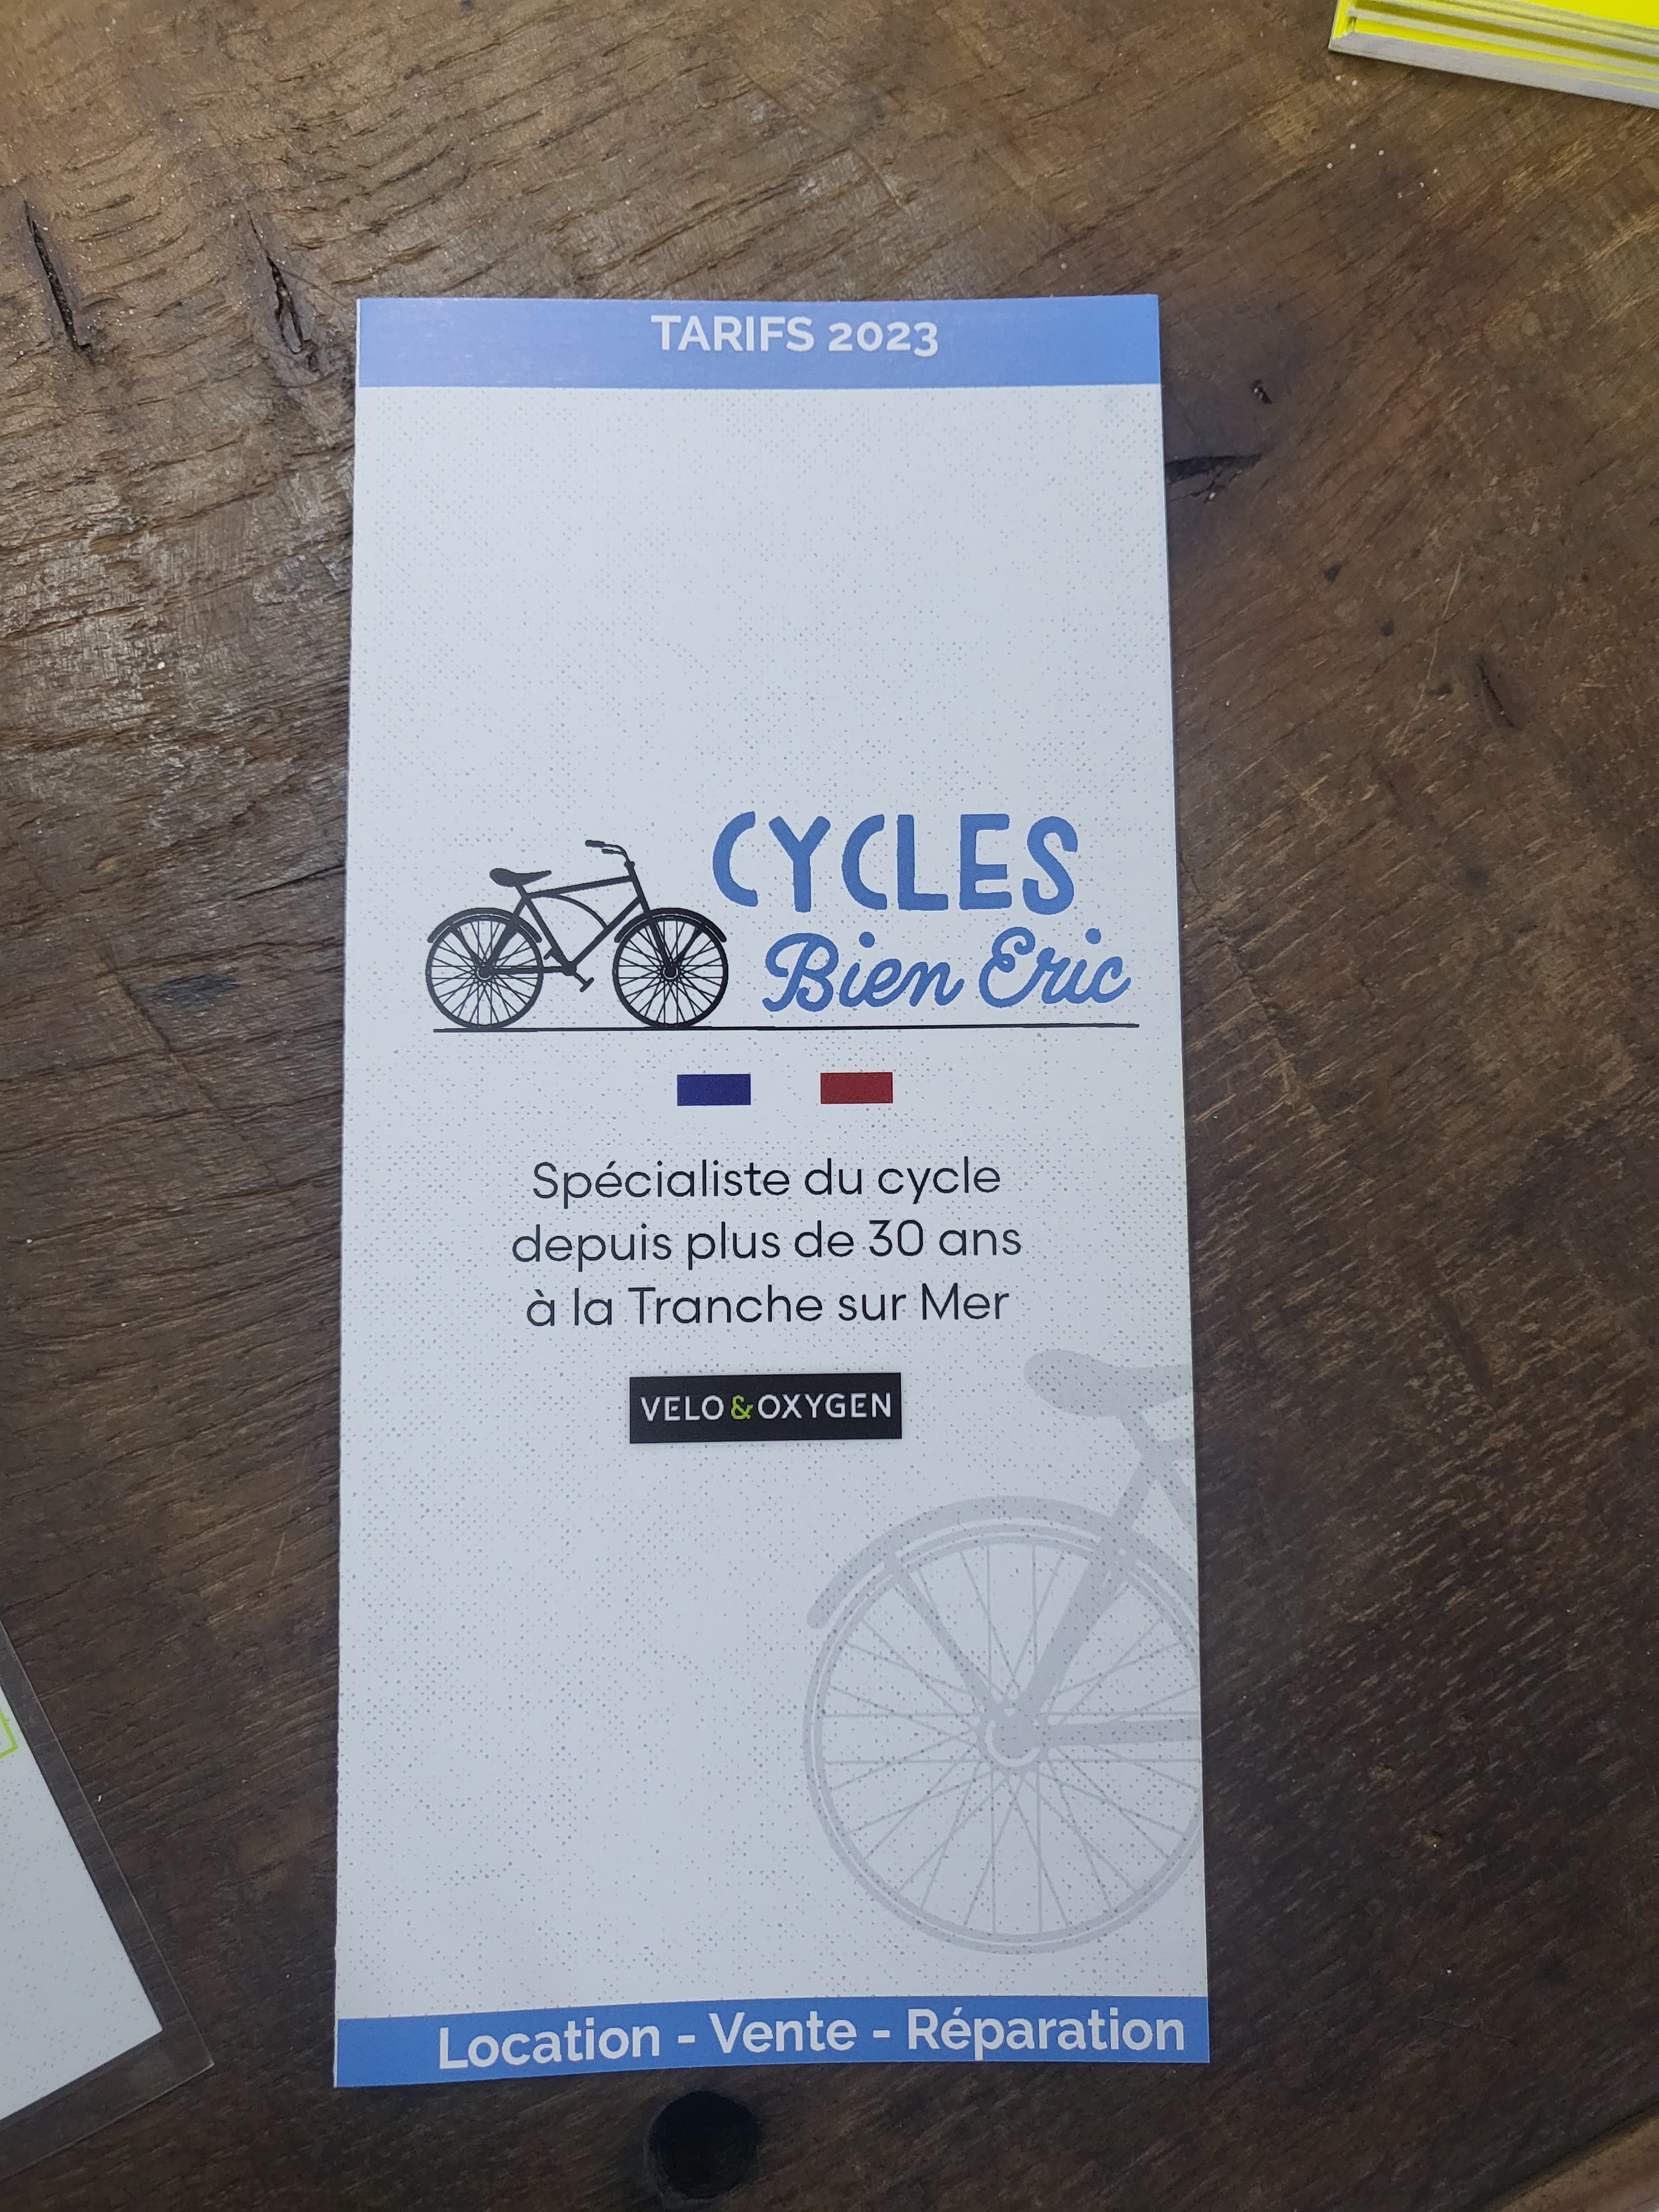 TARIFS 2023
CYCLES
Bien Eric
Spécialiste du cycle
depuis plus de 30 ans
à la Tranche sur Mer
VELO&OXYGEN
Location - Vente - Réparation